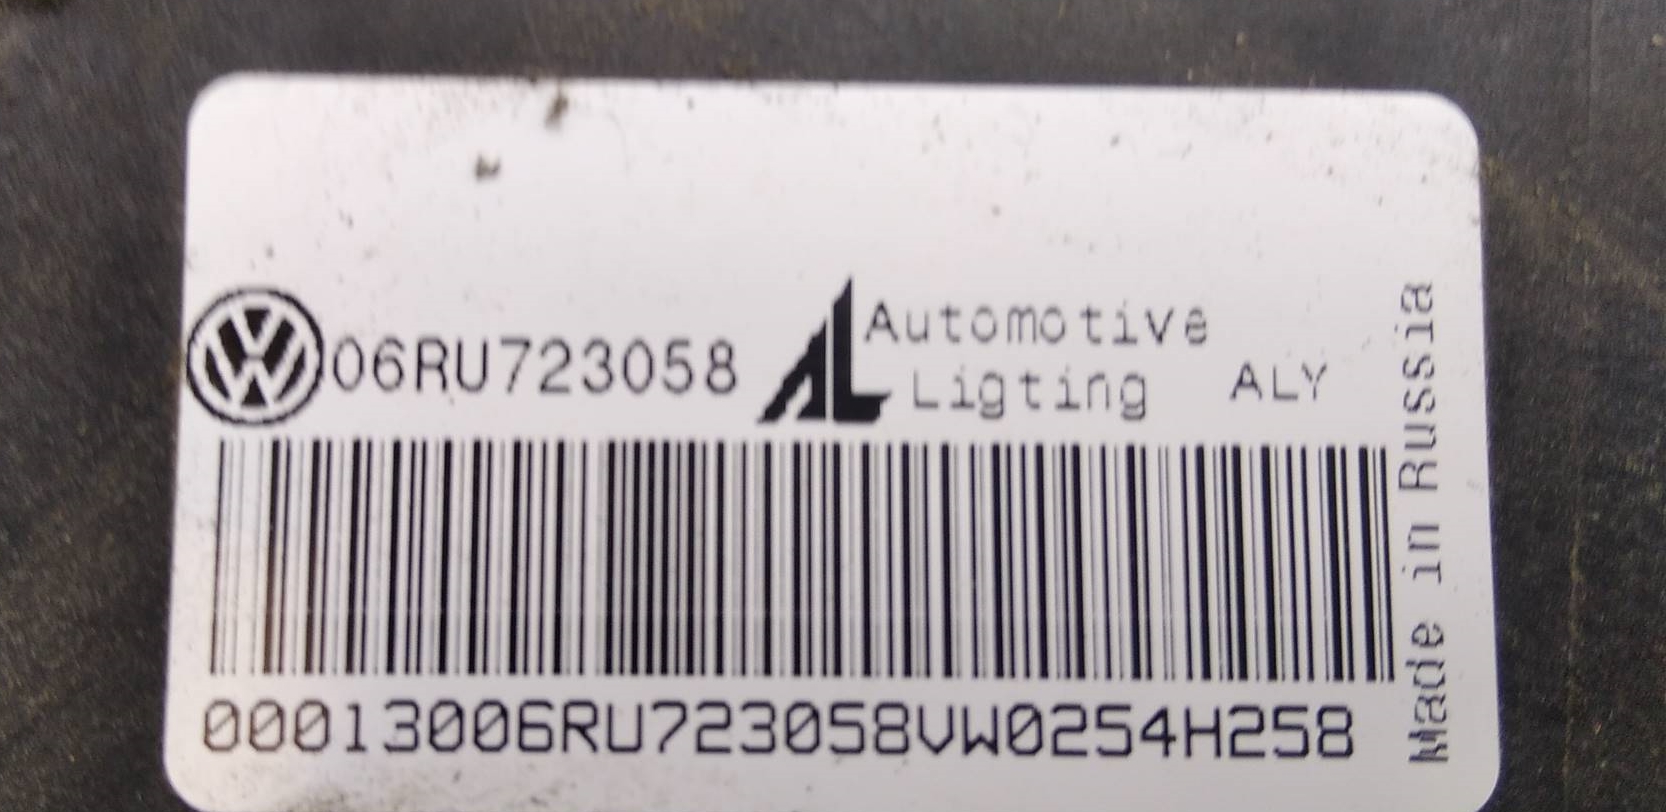 06RU723058 Automotive
Ligting ALY
00013006RU723058VW0254H258
Made in Russia